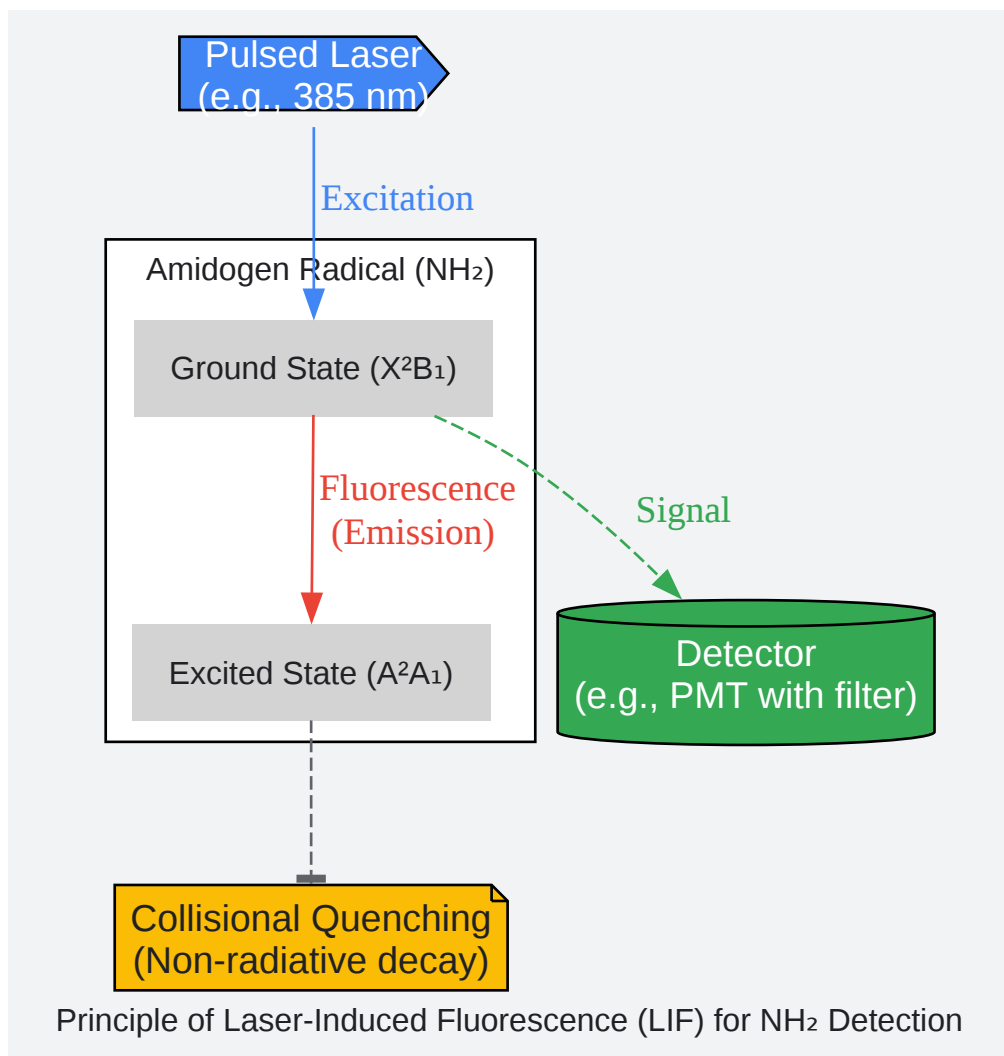 Pulsed Laser
(e.g., 385 nm)
Excitation
Amidogen Radical (NH₂)
Ground State (X²B₁)
Fluorescence
(Emission)
Signal
Detector
(e.g., PMT with filter)
Excited State (A²A₁)
Collisional Quenching
(Non-radiative decay)
Principle of Laser-Induced Fluorescence (LIF) for NH₂ Detection